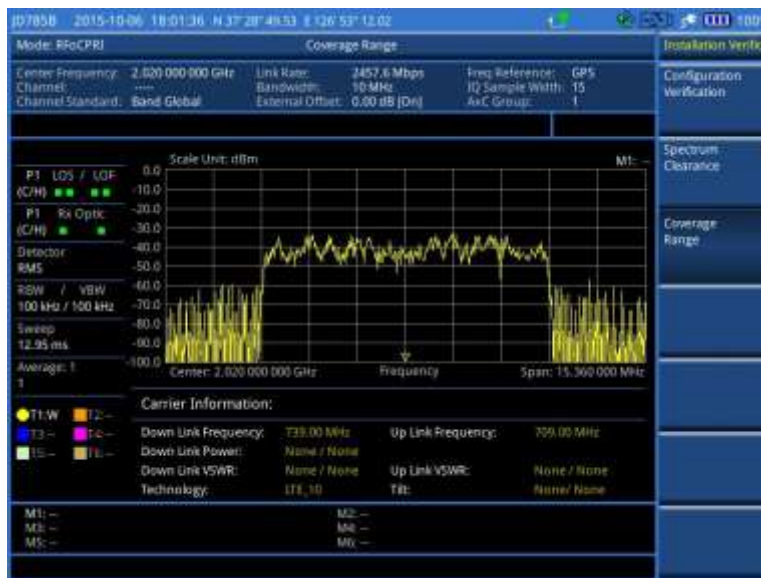 JD785B 2015-10-06 18:01:36 N 37° 28' 49.53 E 126° 53' 12.02 100
Mode: RFoCPRI Coverage Range Installation Verific
Center Frequency: 2.020 000 000 GHz Link Rate: 2457.6 Mbps Freq Reference: GPS
Channel: ----- Bandwidth: 10 MHz IQ Sample Width: 15
Channel Standard: Band Global External Offset: 0.00 dB [On] AxC Group: 1
Configuration
Verification
Spectrum
Clearance
Coverage
Range
P1 LOS / LOF
(C/H)
P1 Rx Optic
(C/H)
Detector
RMS
RBW / VBW
100 kHz / 100 kHz
Sweep
12.95 ms
Average: 1
1
T1:W T2:--
T3:-- T4:--
T5:-- T6:--
Scale Unit: dBm M1: --
0.0
-10.0
-20.0
-30.0
-40.0
-50.0
-60.0
-70.0
-80.0
-90.0
-100.0
Center: 2.020 000 000 GHz Frequency Span: 15.360 000 MHz
Carrier Information:
Down Link Frequency: 739.00 MHz Up Link Frequency: 709.00 MHz
Down Link Power: None / None
Down Link VSWR: None / None Up Link VSWR: None / None
Technology: LTE_10 Tilt: None/ None
M1: -- M2: --
M3: -- M4: --
M5: -- M6: --